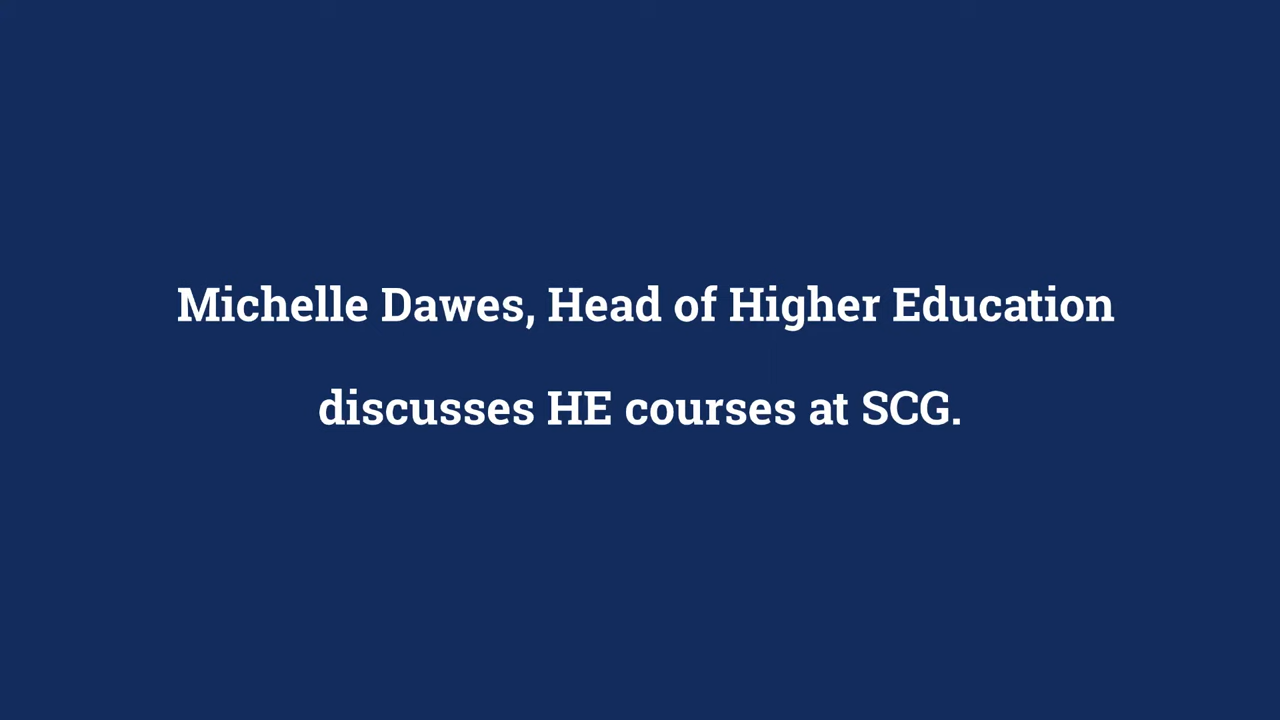 Michelle Dawes, Head of Higher Education
discusses HE courses at SCG.